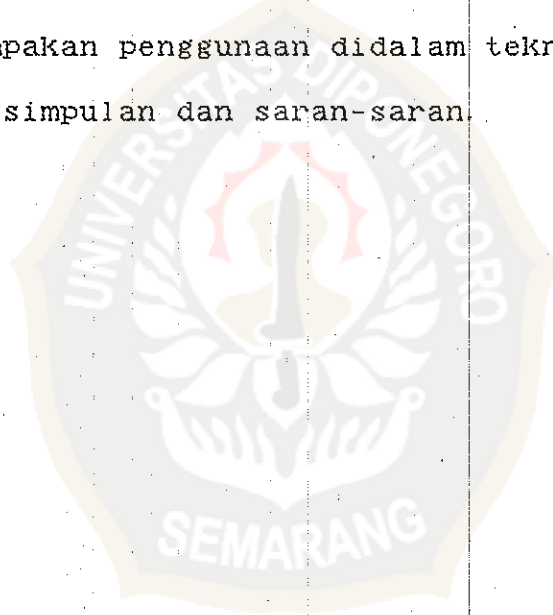 pakan penggunaan didalam tekn
simpulan dan saran-saran.
UNIVERSITAS DIPONEGORO
SEMARANG